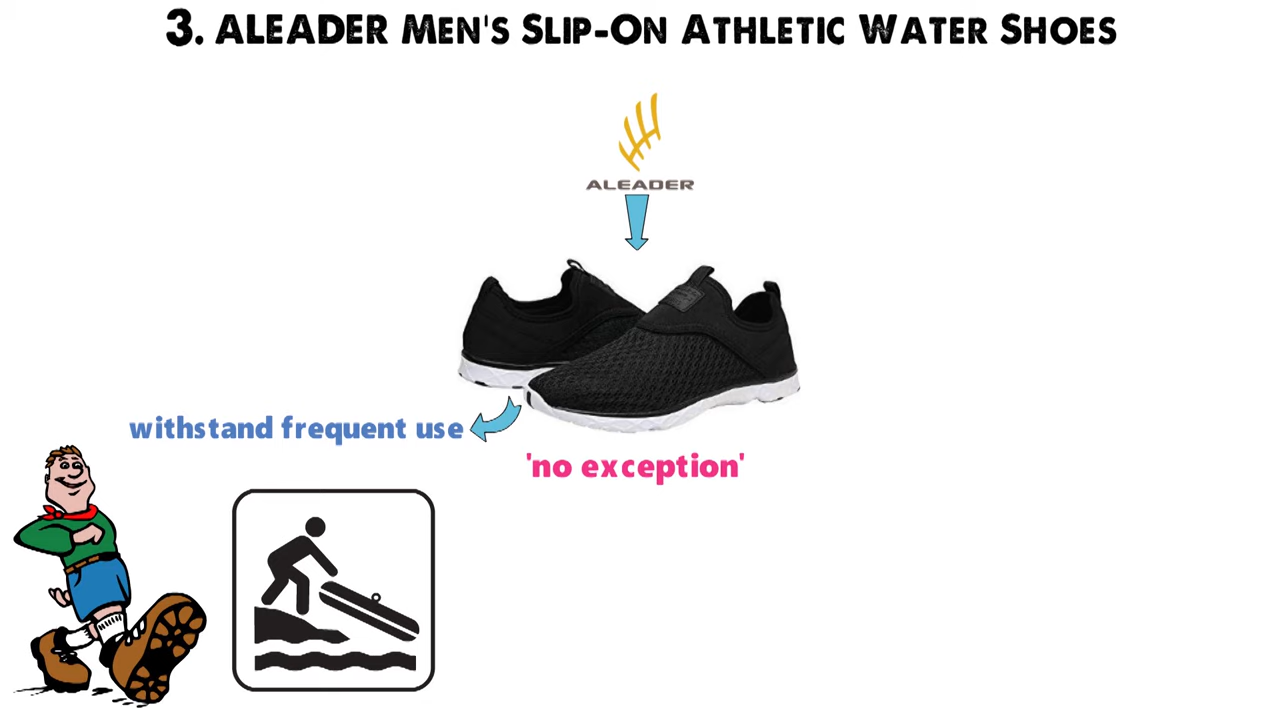 3. ALEADER Men's Slip-On Athletic Water Shoes
ALEADER
withstand frequent use
'no exception'